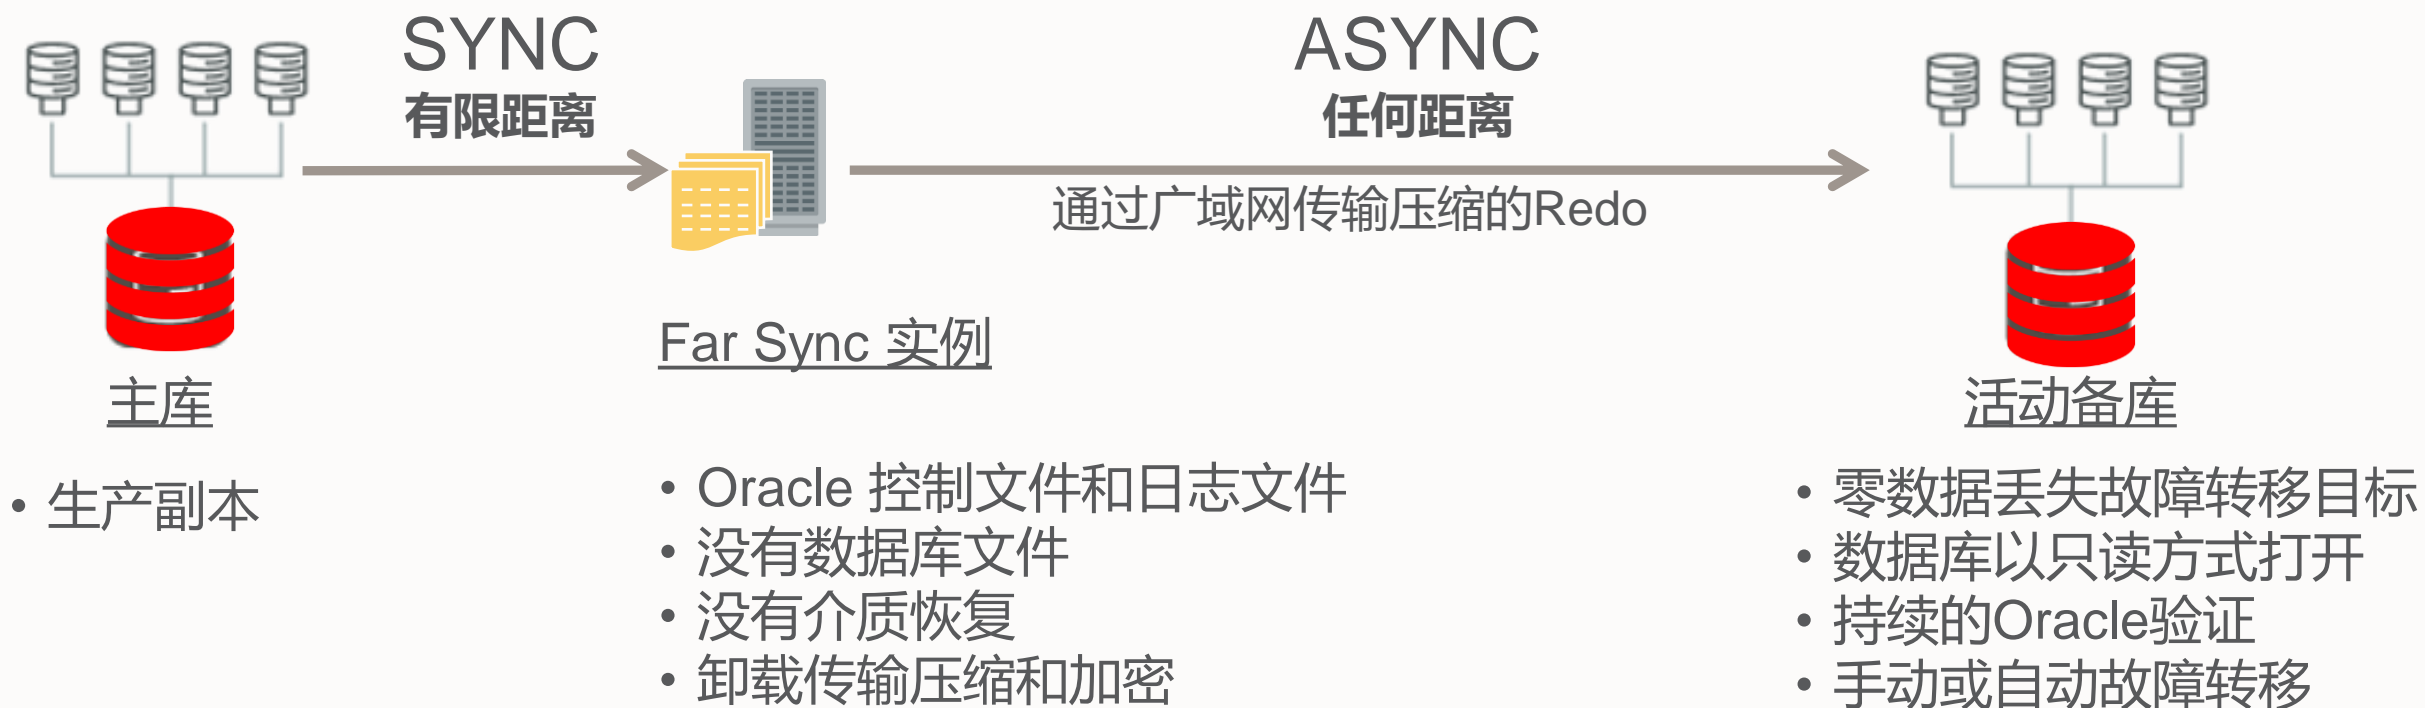 SYNC
有限距离
ASYNC
任何距离
通过广域网传输压缩的Redo
主库
• 生产副本
Far Sync 实例
• Oracle 控制文件和日志文件
• 没有数据库文件
• 没有介质恢复
• 卸载传输压缩和加密
活动备库
• 零数据丢失故障转移目标
• 数据库以只读方式打开
• 持续的Oracle验证
• 手动或自动故障转移